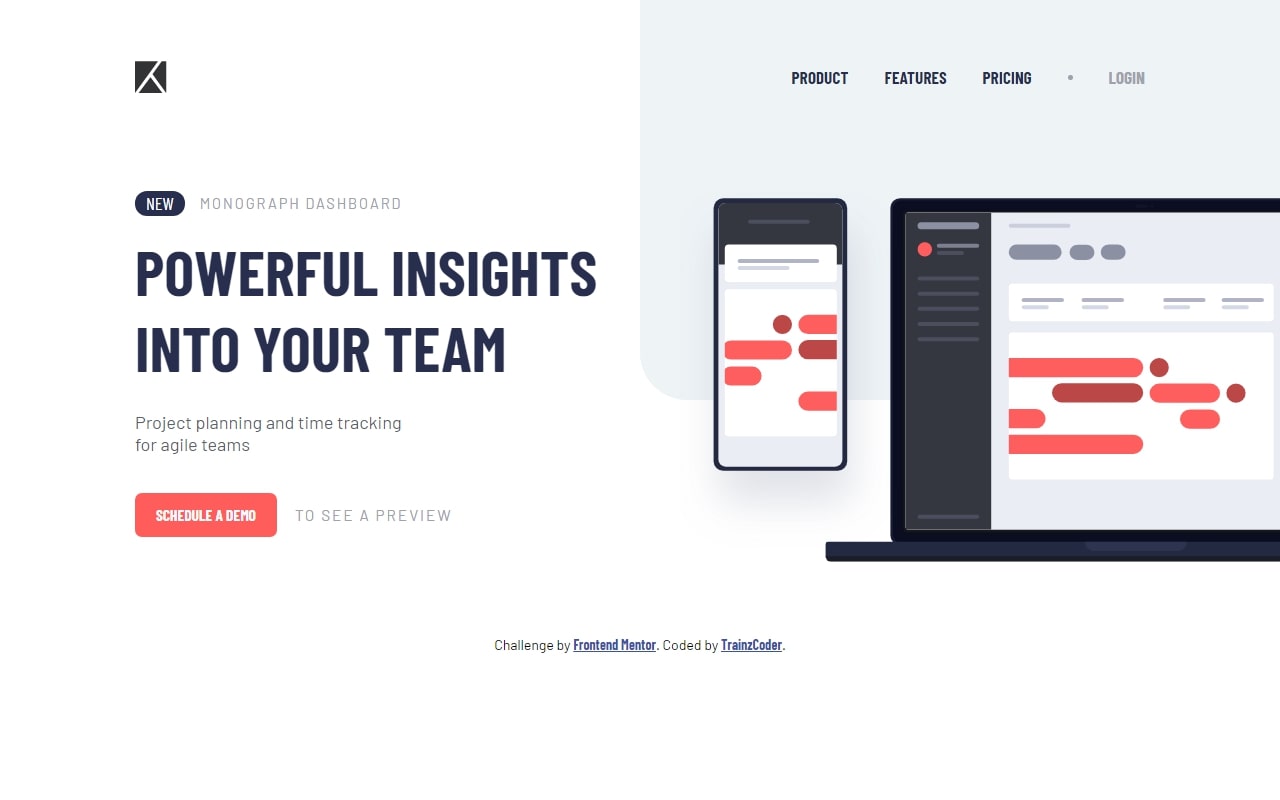 PRODUCT FEATURES PRICING • LOGIN
NEW MONOGRAPH DASHBOARD
POWERFUL INSIGHTS
INTO YOUR TEAM
Project planning and time tracking
for agile teams
SCHEDULE A DEMO TO SEE A PREVIEW
Challenge by Frontend Mentor. Coded by TrainzCoder.